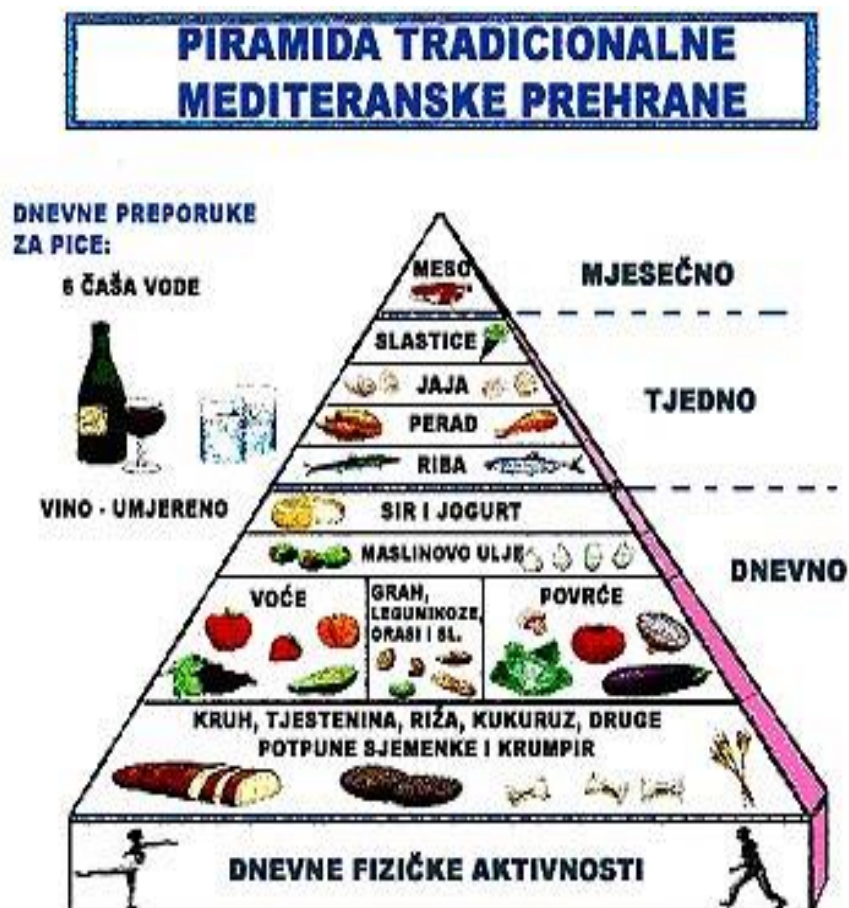 PIRAMIDA TRADICIONALNE
MEDITERANSKE PREHRANE
DNEVNE PREPORUKE
ZA PICE:
6 ČAŠA VODE
VINO - UMJERENO
MESO
MJESEČNO
SLASTICE
JAJA
PERAD
RIBA
TJEDNO
SIR I JOGURT
MASLINOVO ULJE
VOĆE
GRAH,
LEGUNIKOZE,
ORASI I SL.
POVRĆE
DNEVNO
KRUH, TJESTENINA, RIŽA, KUKURUZ, DRUGE
POTPUNE SJEMENKE I KRUMPIR
DNEVNE FIZIČKE AKTIVNOSTI